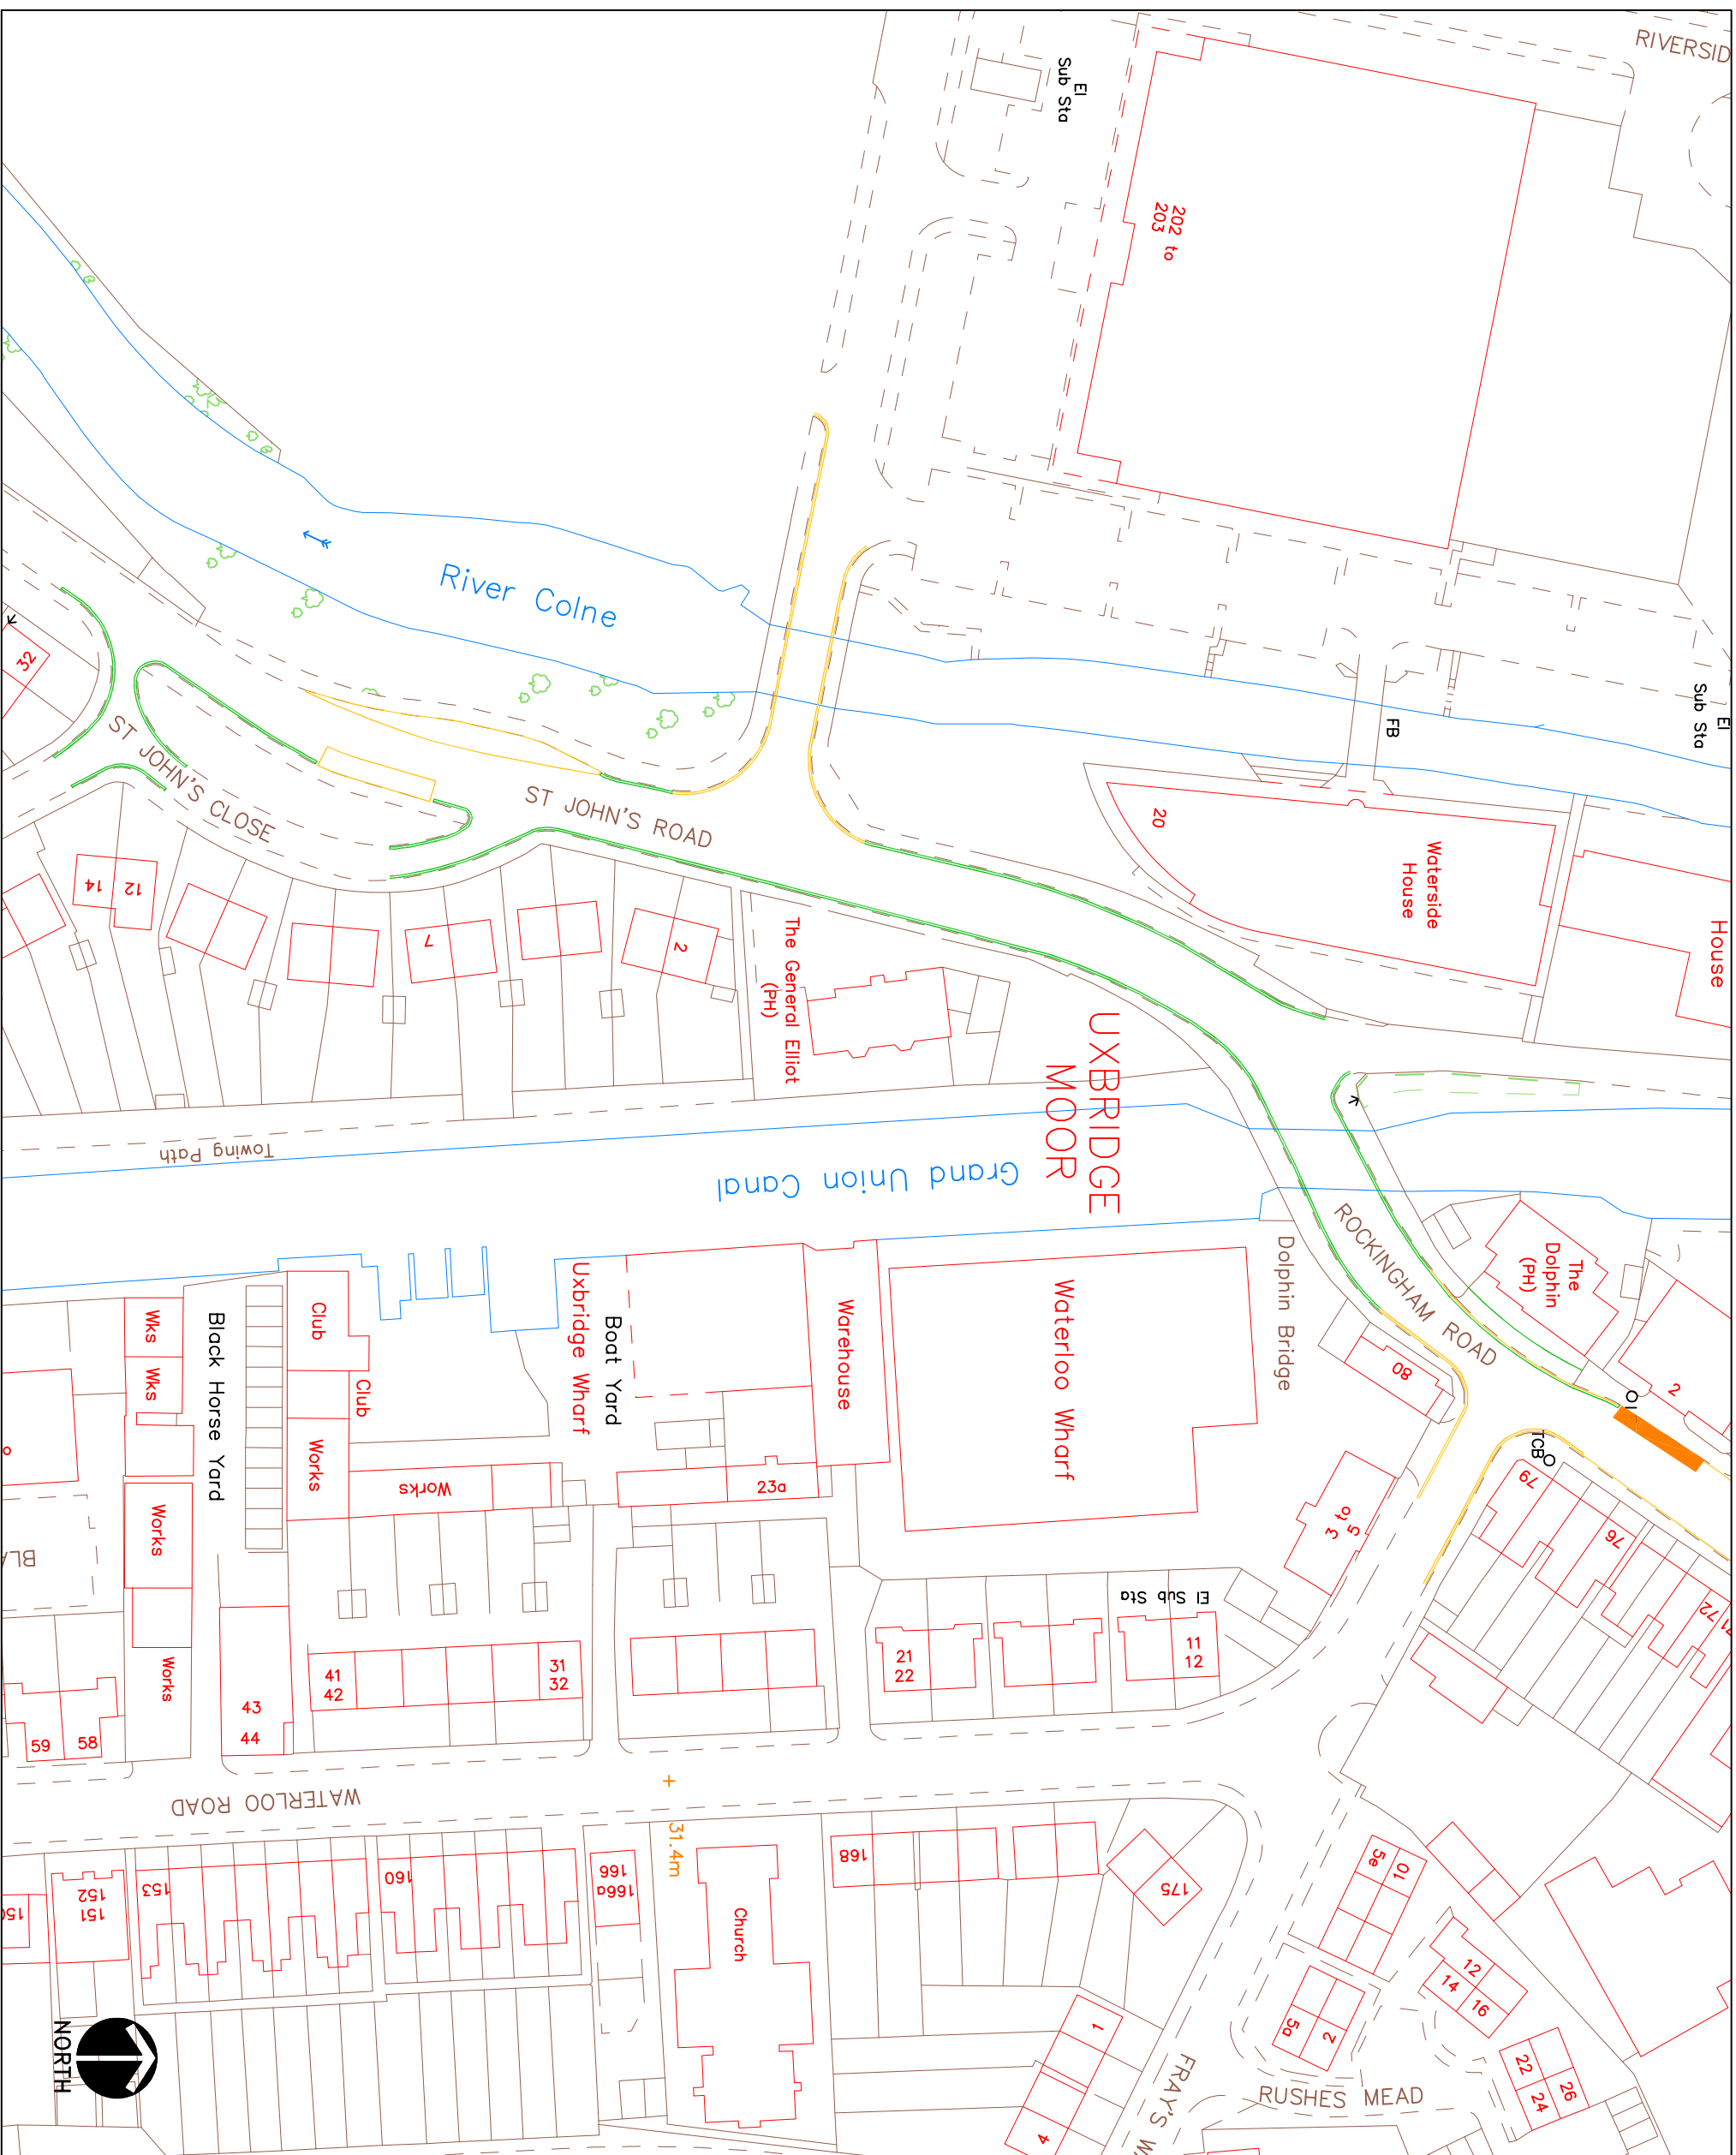 RIVERSID
El
Sub Sta
202 to
203
River Colne
El
Sub Sta
FB
32
ST JOHN'S CLOSE
ST JOHN'S ROAD
20
Waterside
House
House
14
12
7
2
The General Elliot
(PH)
UXBRIDGE
MOOR
Towing Path
Grand Union Canal
ROCKINGHAM ROAD
The
Dolphin
(PH)
2
Dolphin Bridge
80
TCB
Wks
Wks
Black Horse Yard
Club
Club
Works
Works
Uxbridge Wharf
Boat Yard
Warehouse
Waterloo Wharf
23a
79
76
72
71
3 to
5
Works
BLA
El Sub Sta
Works
59
58
43
44
41
42
31
32
21
22
11
12
WATERLOO ROAD
31.4m
150
151
152
153
160
166
166a
Church
168
175
5e
10
12
14
16
5a
2
22
24
26
1
4
FRAY'S W
RUSHES MEAD
NORTH